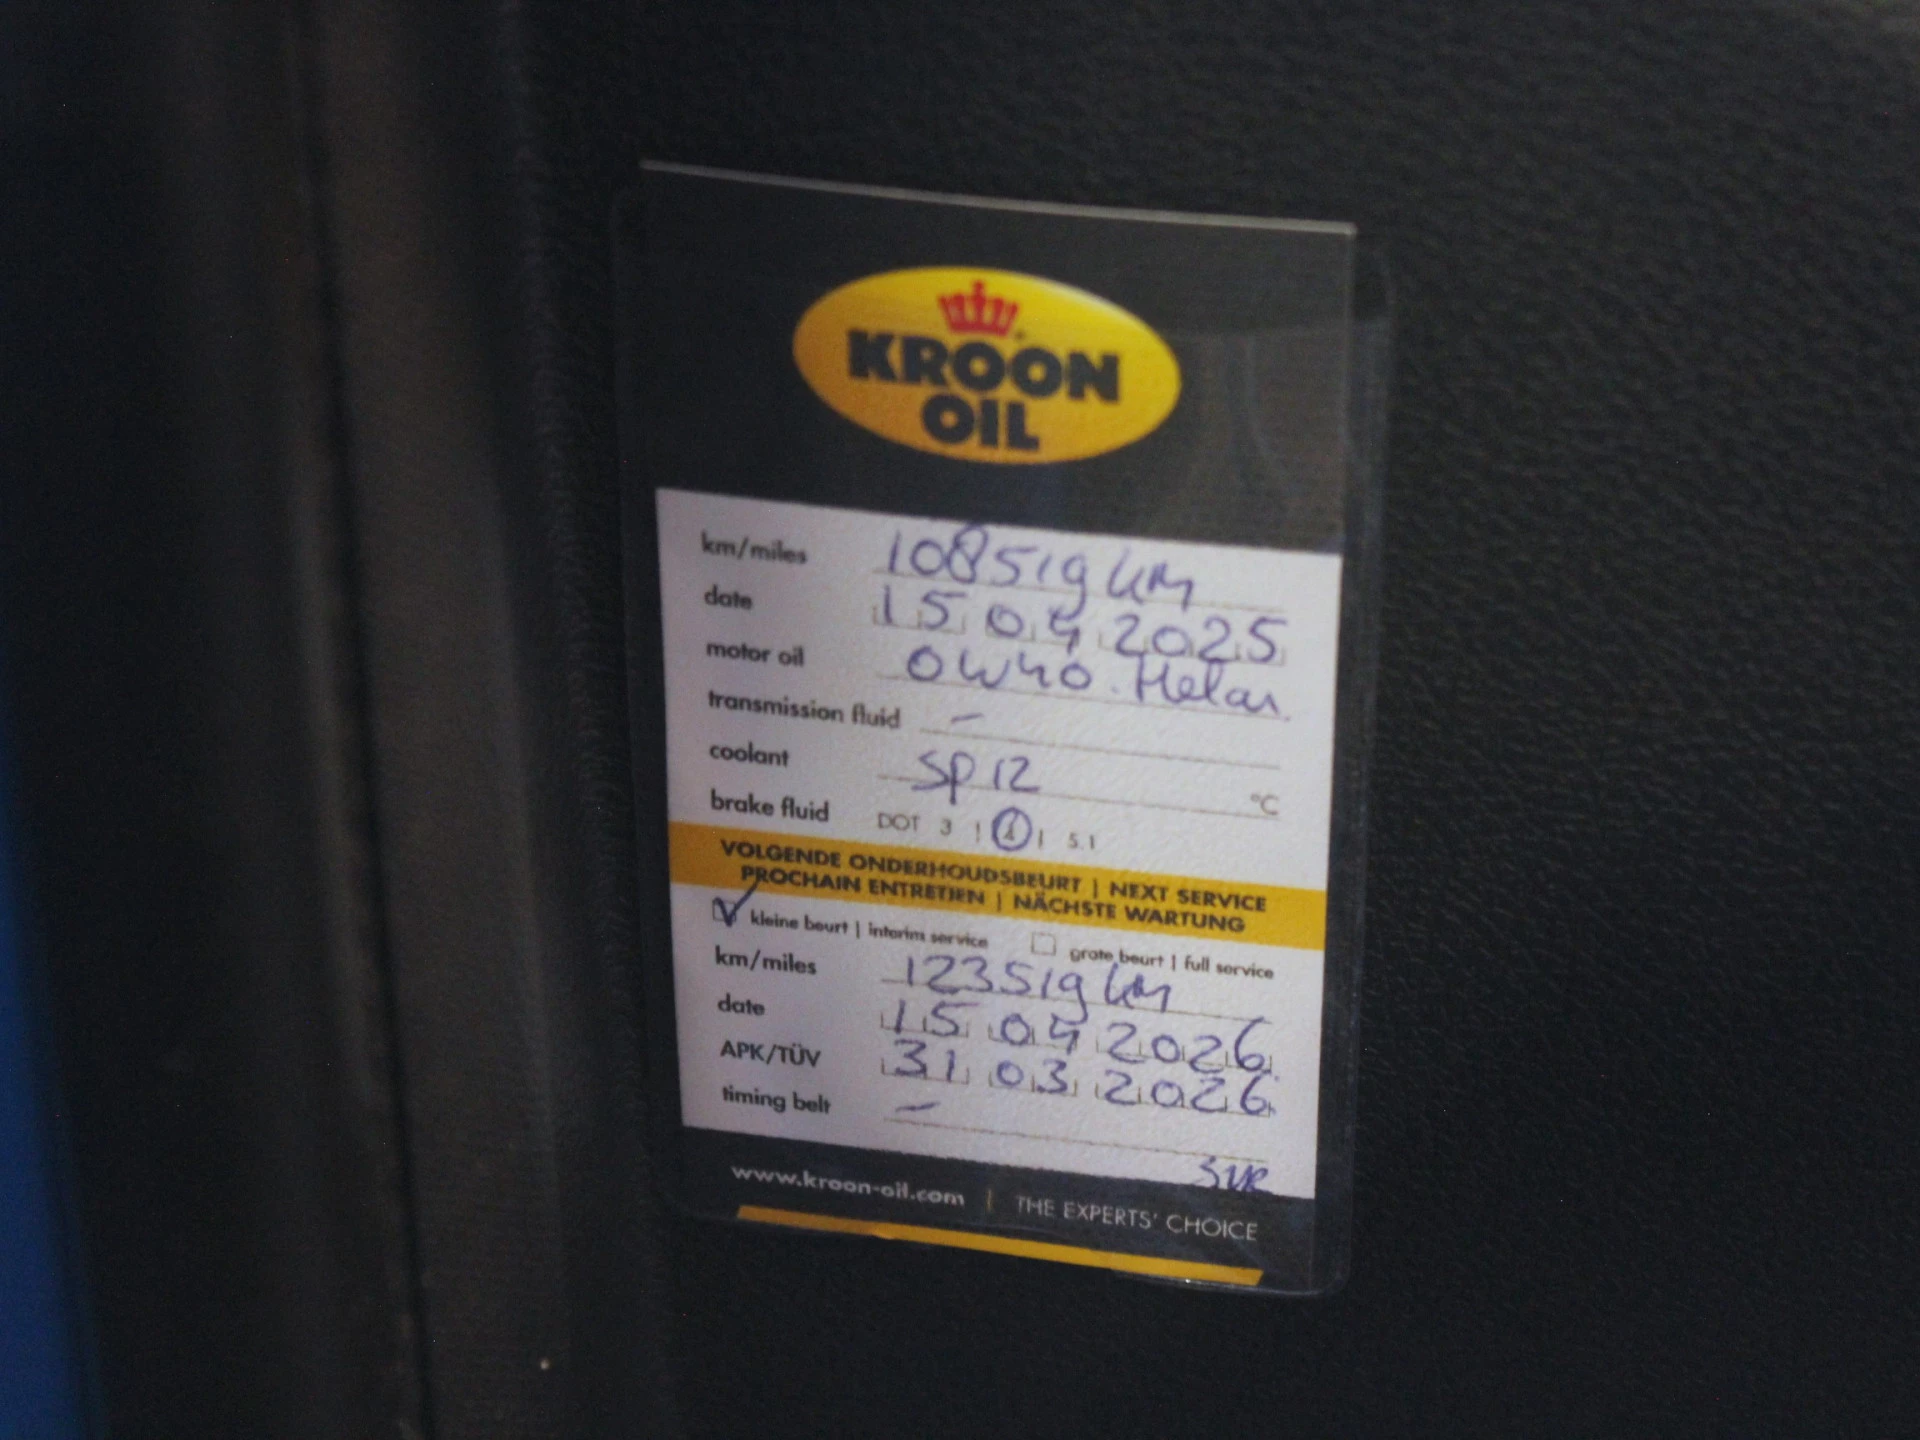 KROON
OIL
km/miles 108519 km
date 15 04 2025
motor oil 0W40. Helar.
transmission fluid –
coolant SP 12 °C
brake fluid DOT 3 | 4 | 5.1
VOLGENDE ONDERHOUDSBEURT | NEXT SERVICE
PROCHAIN ENTRETIEN | NÄCHSTE WARTUNG
kleine beurt | interim service grote beurt | full service
km/miles 123519 km
date 15 04 2026
APK/TÜV 31 03 2026
timing belt –
www.kroon-oil.com | THE EXPERTS' CHOICE